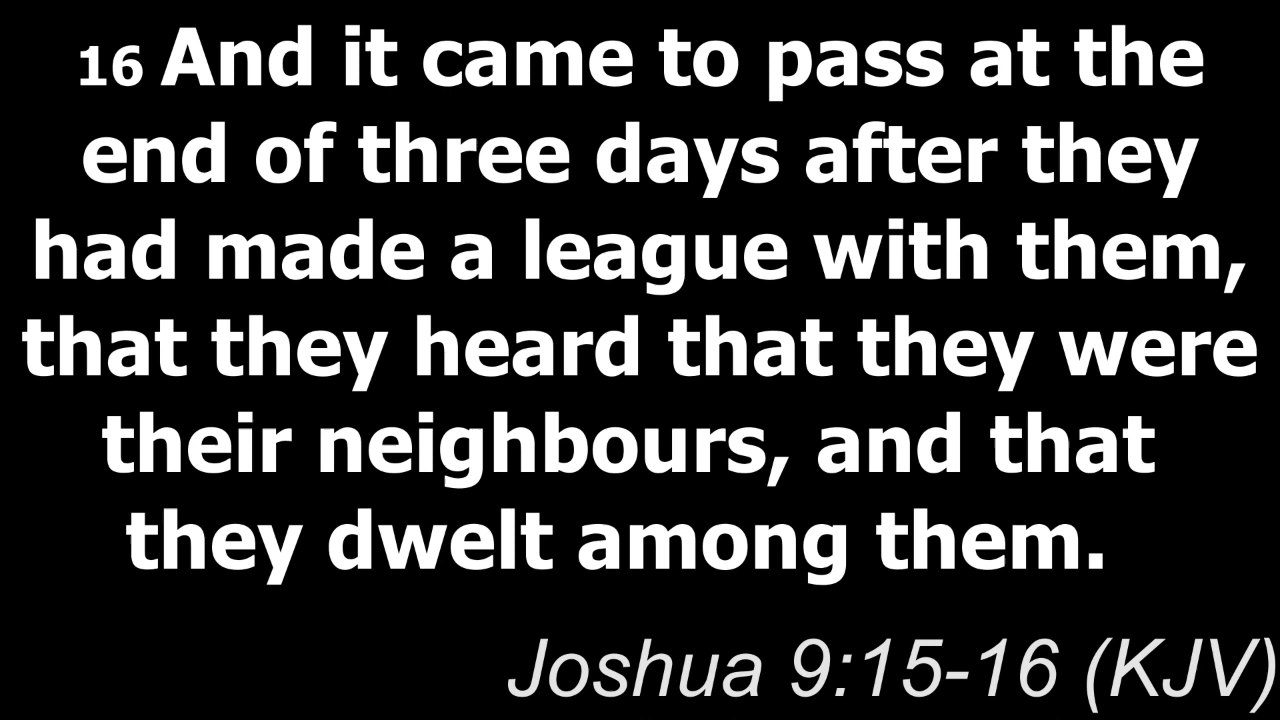 16 And it came to pass at the
end of three days after they
had made a league with them,
that they heard that they were
their neighbours, and that
they dwelt among them.
Joshua 9:15-16 (KJV)